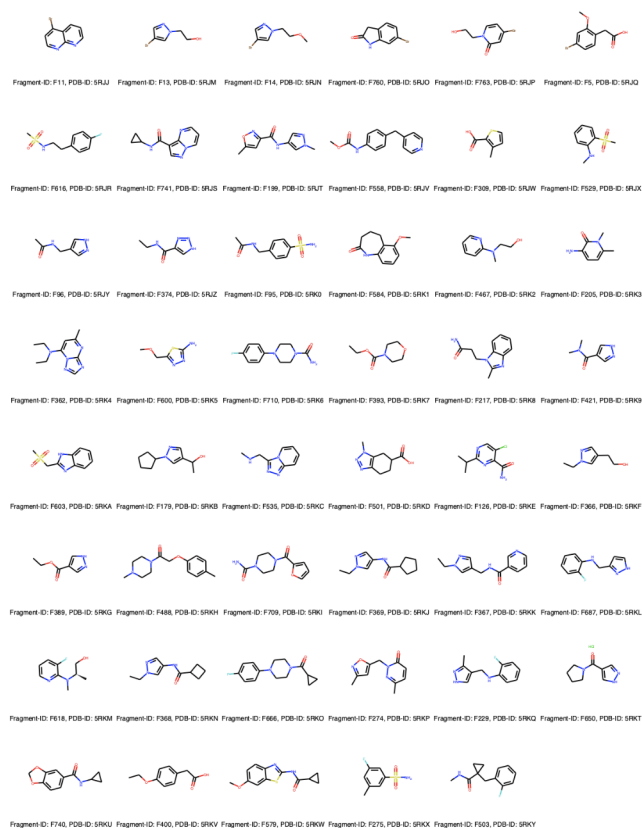 Fragment-ID: F11, PDB-ID: 5RJJ Fragment-ID: F13, PDB-ID: 5RJM Fragment-ID: F14, PDB-ID: 5RJN Fragment-ID: F760, PDB-ID: 5RJO Fragment-ID: F763, PDB-ID: 5RJP Fragment-ID: F5, PDB-ID: 5RJQ
Fragment-ID: F616, PDB-ID: 5RJR Fragment-ID: F741, PDB-ID: 5RJS Fragment-ID: F199, PDB-ID: 5RJT Fragment-ID: F558, PDB-ID: 5RJV Fragment-ID: F309, PDB-ID: 5RJW Fragment-ID: F529, PDB-ID: 5RJX
Fragment-ID: F96, PDB-ID: 5RJY Fragment-ID: F374, PDB-ID: 5RJZ Fragment-ID: F95, PDB-ID: 5RK0 Fragment-ID: F584, PDB-ID: 5RK1 Fragment-ID: F467, PDB-ID: 5RK2 Fragment-ID: F205, PDB-ID: 5RK3
Fragment-ID: F362, PDB-ID: 5RK4 Fragment-ID: F600, PDB-ID: 5RK5 Fragment-ID: F710, PDB-ID: 5RK6 Fragment-ID: F393, PDB-ID: 5RK7 Fragment-ID: F217, PDB-ID: 5RK8 Fragment-ID: F421, PDB-ID: 5RK9
Fragment-ID: F603, PDB-ID: 5RKA Fragment-ID: F179, PDB-ID: 5RKB Fragment-ID: F535, PDB-ID: 5RKC Fragment-ID: F501, PDB-ID: 5RKD Fragment-ID: F126, PDB-ID: 5RKE Fragment-ID: F366, PDB-ID: 5RKF
Fragment-ID: F389, PDB-ID: 5RKG Fragment-ID: F488, PDB-ID: 5RKH Fragment-ID: F709, PDB-ID: 5RKI Fragment-ID: F369, PDB-ID: 5RKJ Fragment-ID: F367, PDB-ID: 5RKK Fragment-ID: F687, PDB-ID: 5RKL
Fragment-ID: F618, PDB-ID: 5RKM Fragment-ID: F368, PDB-ID: 5RKN Fragment-ID: F666, PDB-ID: 5RKO Fragment-ID: F274, PDB-ID: 5RKP Fragment-ID: F229, PDB-ID: 5RKQ Fragment-ID: F650, PDB-ID: 5RKT
Fragment-ID: F740, PDB-ID: 5RKU Fragment-ID: F400, PDB-ID: 5RKV Fragment-ID: F579, PDB-ID: 5RKW Fragment-ID: F275, PDB-ID: 5RKX Fragment-ID: F503, PDB-ID: 5RKY